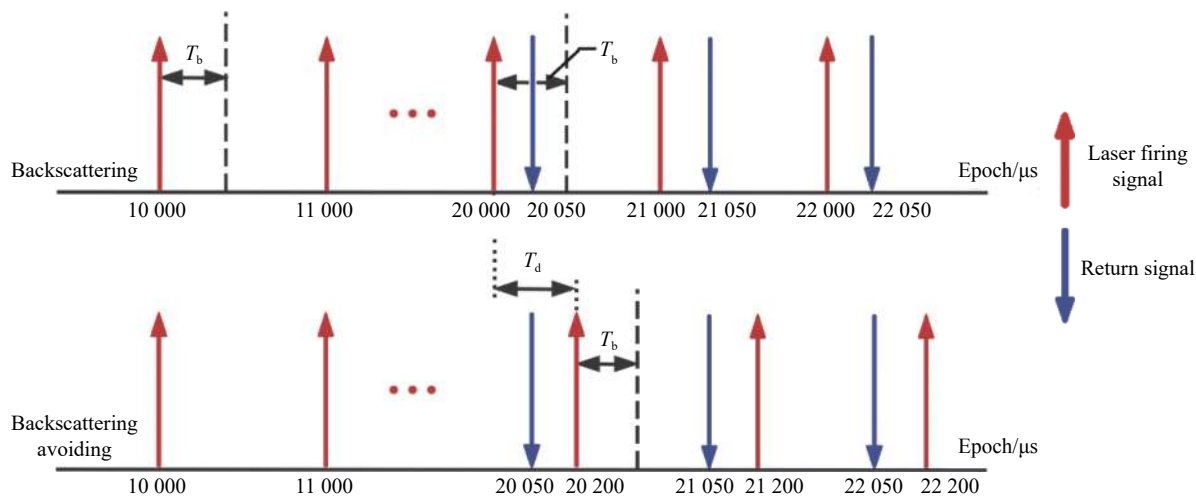 T_b
T_b
Backscattering
Epoch/μs
10 000
11 000
20 000
20 050
21 000
21 050
22 000
22 050
Laser firing
signal
Return signal
T_d
T_b
Backscattering
avoiding
Epoch/μs
10 000
11 000
20 050
20 200
21 050
21 200
22 050
22 200